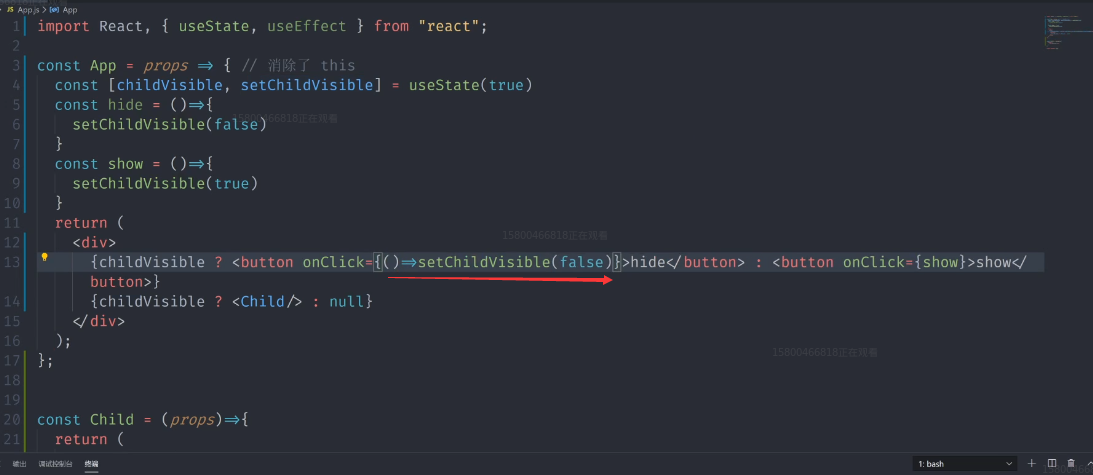 App.js > App
1 import React, { useState, useEffect } from "react";
2
3 const App = props => { // 消除了 this
4 const [childVisible, setChildVisible] = useState(true)
5 const hide = ()=>{
6 setChildVisible(false)
7 }
8 const show = ()=>{
9 setChildVisible(true)
10 }
11 return (
12 <div>
13 {childVisible ? <button onClick={()=>setChildVisible(false)}>hide</button> : <button onClick={show}>show</
button>}
14 {childVisible ? <Child/> : null}
15 </div>
16 );
17 };
18
19
20 const Child = (props)=>{
21 return (
15800466818正在观看
15800466818正在观看
15800466818正在观看
输出 调试控制台 终端 1: bash